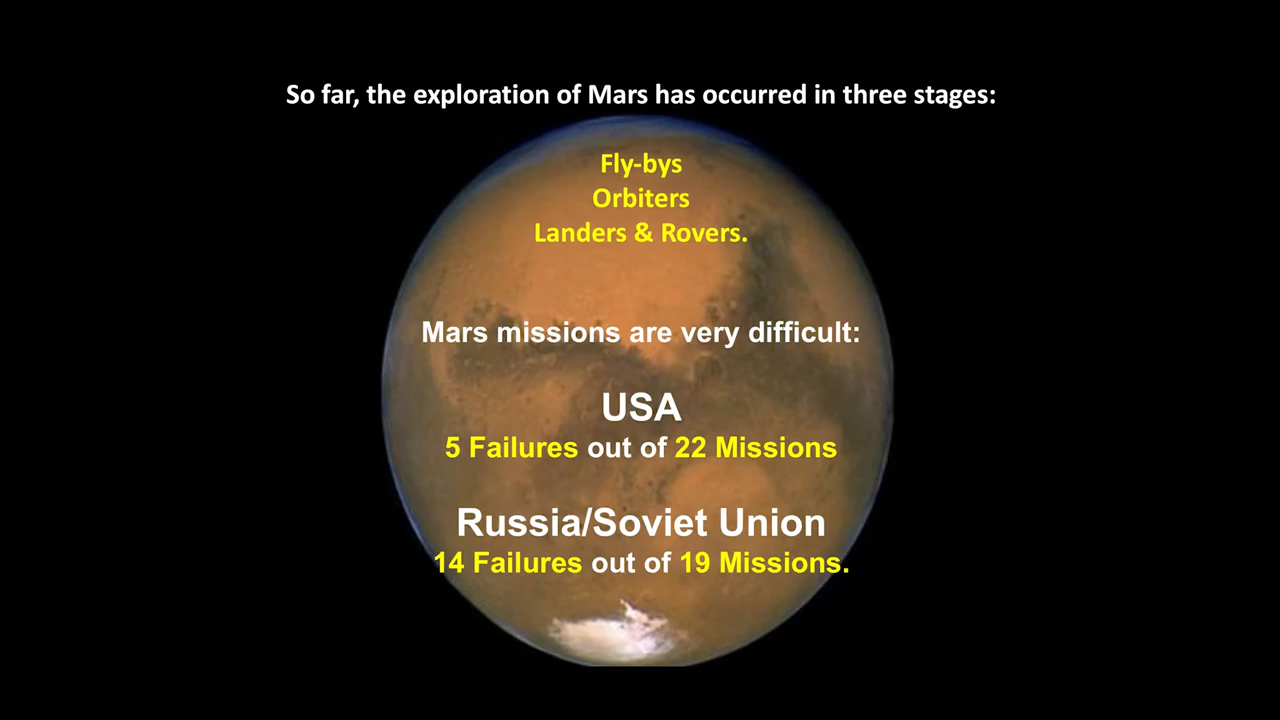 So far, the exploration of Mars has occurred in three stages:
Fly-bys
Orbiters
Landers & Rovers.
Mars missions are very difficult:
USA
5 Failures out of 22 Missions
Russia/Soviet Union
14 Failures out of 19 Missions.